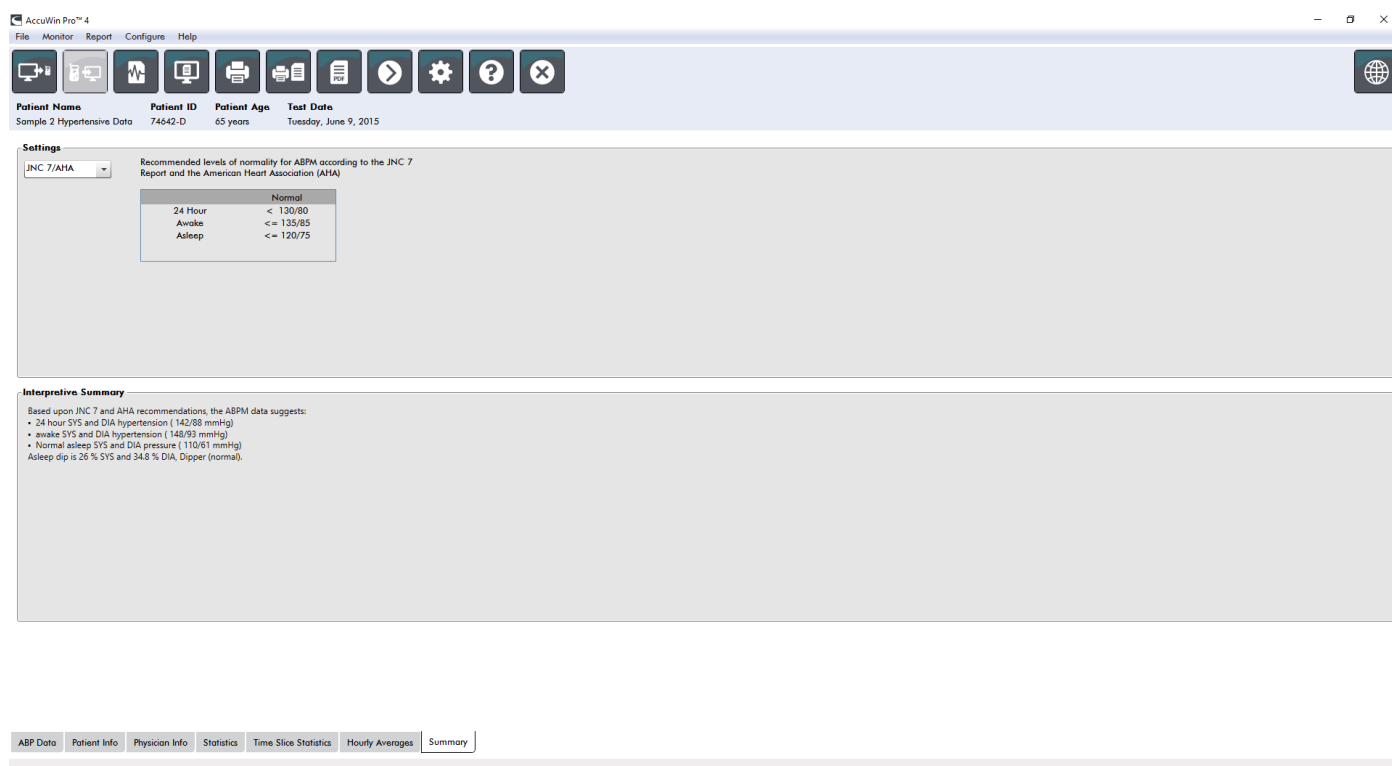 AccuWin Pro™ 4
File Monitor Report Configure Help
PDF
Patient Name Patient ID Patient Age Test Date
Sample 2 Hypertensive Data 74642-D 65 years Tuesday, June 9, 2015
Settings
JNC 7/AHA
Recommended levels of normality for ABPM according to the JNC 7
Report and the American Heart Association (AHA)
Normal
24 Hour < 130/80
Awake <= 135/85
Asleep <= 120/75
Interpretive Summary
Based upon JNC 7 and AHA recommendations, the ABPM data suggests:
• 24 hour SYS and DIA hypertension ( 142/88 mmHg)
• awake SYS and DIA hypertension ( 148/93 mmHg)
• Normal asleep SYS and DIA pressure ( 110/61 mmHg)
Asleep dip is 26 % SYS and 34.8 % DIA, Dipper (normal).
ABP Data Patient Info Physician Info Statistics Time Slice Statistics Hourly Averages Summary